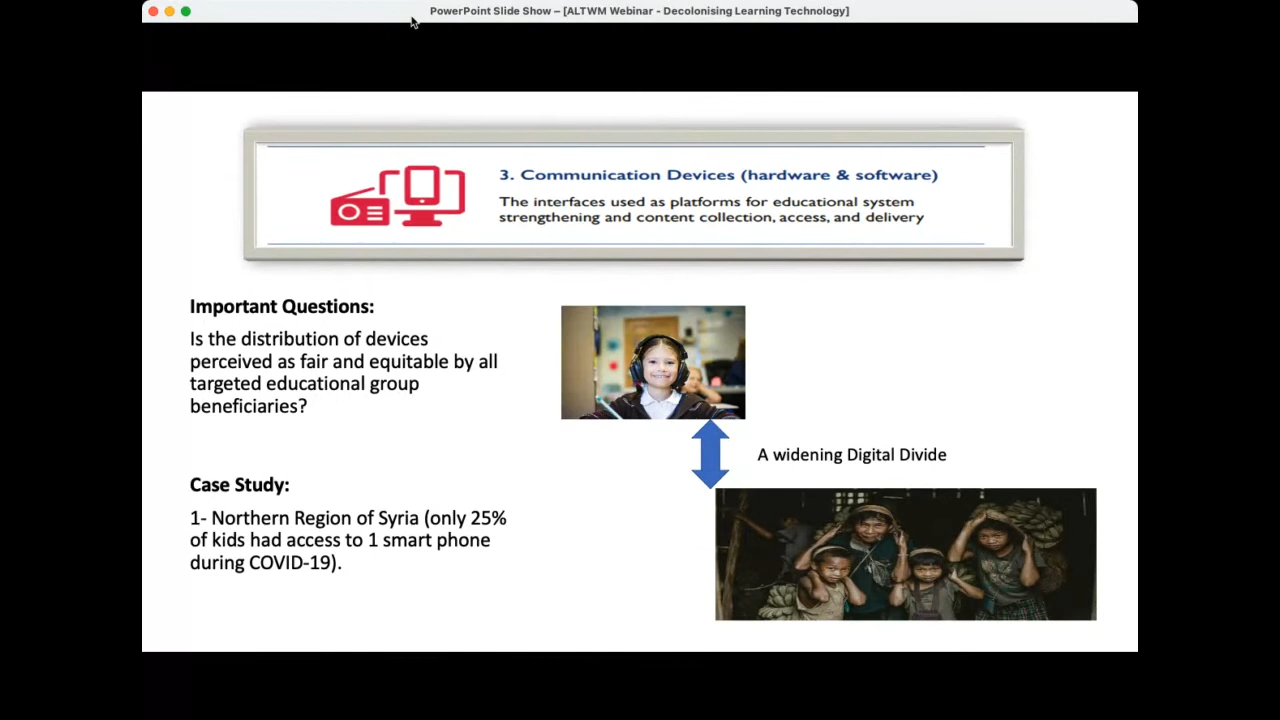 PowerPoint Slide Show – [ALTWM Webinar - Decolonising Learning Technology]
3. Communication Devices (hardware & software)
The interfaces used as platforms for educational system
strengthening and content collection, access, and delivery
Important Questions:
Is the distribution of devices
perceived as fair and equitable by all
targeted educational group
beneficiaries?
A widening Digital Divide
Case Study:
1- Northern Region of Syria (only 25%
of kids had access to 1 smart phone
during COVID-19).